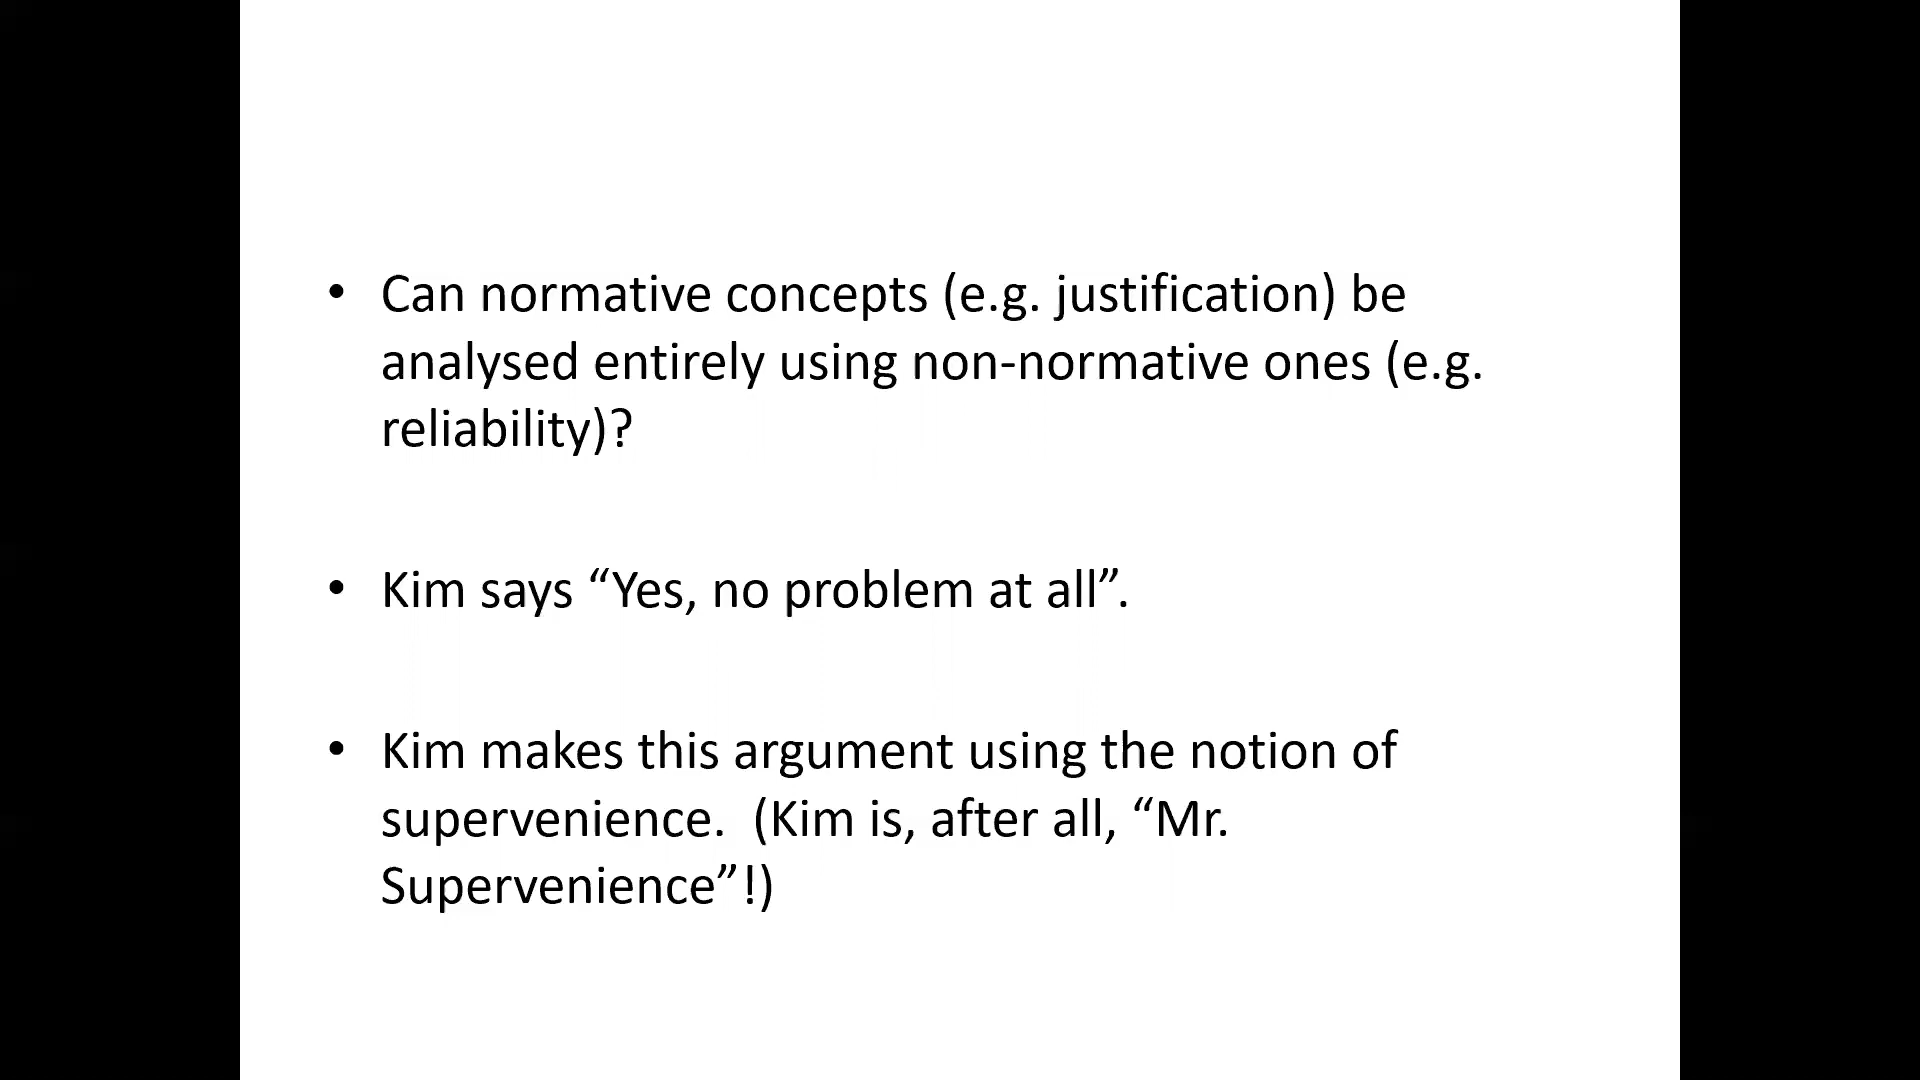 • Can normative concepts (e.g. justification) be
analysed entirely using non-normative ones (e.g.
reliability)?
• Kim says “Yes, no problem at all”.
• Kim makes this argument using the notion of
supervenience.  (Kim is, after all, “Mr.
Supervenience”!)